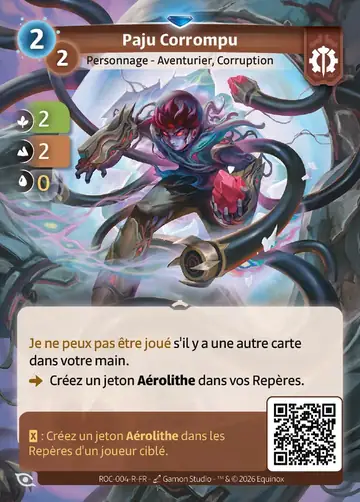 2
2
Paju Corrompu
Personnage - Aventurier, Corruption
2
2
0
Je ne peux pas être joué s'il y a une autre carte
dans votre main.
Créez un jeton Aérolithe dans vos Repères.
X : Créez un jeton Aérolithe dans les
Repères d'un joueur ciblé.
ROC-004-R-FR - Gamon Studio - ™ & © 2026 Equinox